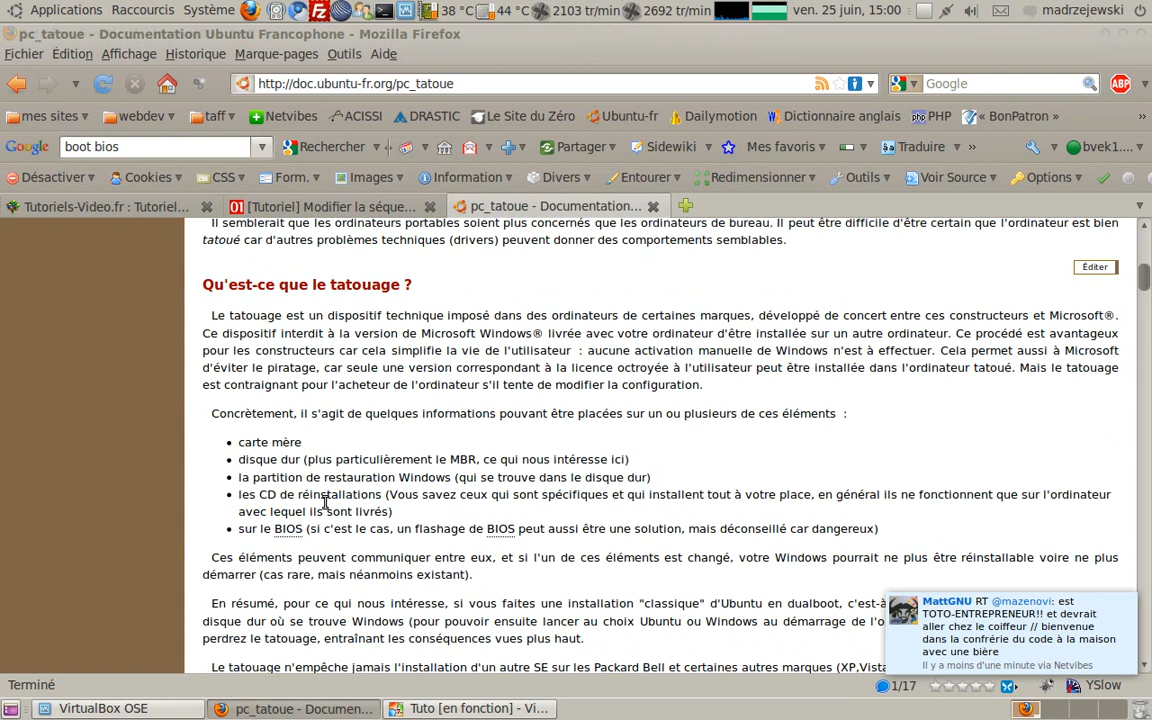 Applications Raccourcis Système 38 °C 44 °C 2103 tr/min 2692 tr/min ven. 25 juin, 15:00 madrzejewski
pc_tatoue - Documentation Ubuntu Francophone - Mozilla Firefox
Fichier Édition Affichage Historique Marque-pages Outils Aide
http://doc.ubuntu-fr.org/pc_tatoue Google ABP
mes sites webdev taff Netvibes ACISSI DRASTIC Le Site du Zéro Ubuntu-fr Dailymotion Dictionnaire anglais PHP « BonPatron » »
Google boot bios Rechercher Partager Sidewiki Mes favoris Traduire » bvek1....
Désactiver Cookies CSS Form. Images Information Divers Entourer Redimensionner Outils Voir Source Options
Tutoriels-Video.fr : Tutoriel... [Tutoriel] Modifier la séque... pc_tatoue - Documentation...
Il semblerait que les ordinateurs portables soient plus concernés que les ordinateurs de bureau. Il peut être difficile d'être certain que l'ordinateur est bien
tatoué car d'autres problèmes techniques (drivers) peuvent donner des comportements semblables.
Éditer
Qu'est-ce que le tatouage ?
Le tatouage est un dispositif technique imposé dans des ordinateurs de certaines marques, développé de concert entre ces constructeurs et Microsoft®.
Ce dispositif interdit à la version de Microsoft Windows® livrée avec votre ordinateur d'être installée sur un autre ordinateur. Ce procédé est avantageux
pour les constructeurs car cela simplifie la vie de l'utilisateur : aucune activation manuelle de Windows n'est à effectuer. Cela permet aussi à Microsoft
d'éviter le piratage, car seule une version correspondant à la licence octroyée à l'utilisateur peut être installée dans l'ordinateur tatoué. Mais le tatouage
est contraignant pour l'acheteur de l'ordinateur s'il tente de modifier la configuration.
Concrètement, il s'agit de quelques informations pouvant être placées sur un ou plusieurs de ces éléments :
• carte mère
• disque dur (plus particulièrement le MBR, ce qui nous intéresse ici)
• la partition de restauration Windows (qui se trouve dans le disque dur)
• les CD de réinstallations (Vous savez ceux qui sont spécifiques et qui installent tout à votre place, en général ils ne fonctionnent que sur l'ordinateur
avec lequel ils sont livrés)
• sur le BIOS (si c'est le cas, un flashage de BIOS peut aussi être une solution, mais déconseillé car dangereux)
Ces éléments peuvent communiquer entre eux, et si l'un de ces éléments est changé, votre Windows pourrait ne plus être réinstallable voire ne plus
démarrer (cas rare, mais néanmoins existant).
En résumé, pour ce qui nous intéresse, si vous faites une installation "classique" d'Ubuntu en dualboot, c'est-à
disque dur où se trouve Windows (pour pouvoir ensuite lancer au choix Ubuntu ou Windows au démarrage de l'o
perdrez le tatouage, entraînant les conséquences vues plus haut.
Le tatouage n'empêche jamais l'installation d'un autre SE sur les Packard Bell et certaines autres marques (XP,Vista
MattGNU RT @mazenovi: est
TOTO-ENTREPRENEUR!! et devrait
aller chez le coiffeur // bienvenue
dans la confrérie du code à la maison
avec une bière
Il y a moins d'une minute via Netvibes
Terminé 1/17 YSlow
VirtualBox OSE pc_tatoue - Documen... Tuto [en fonction] - Vi...